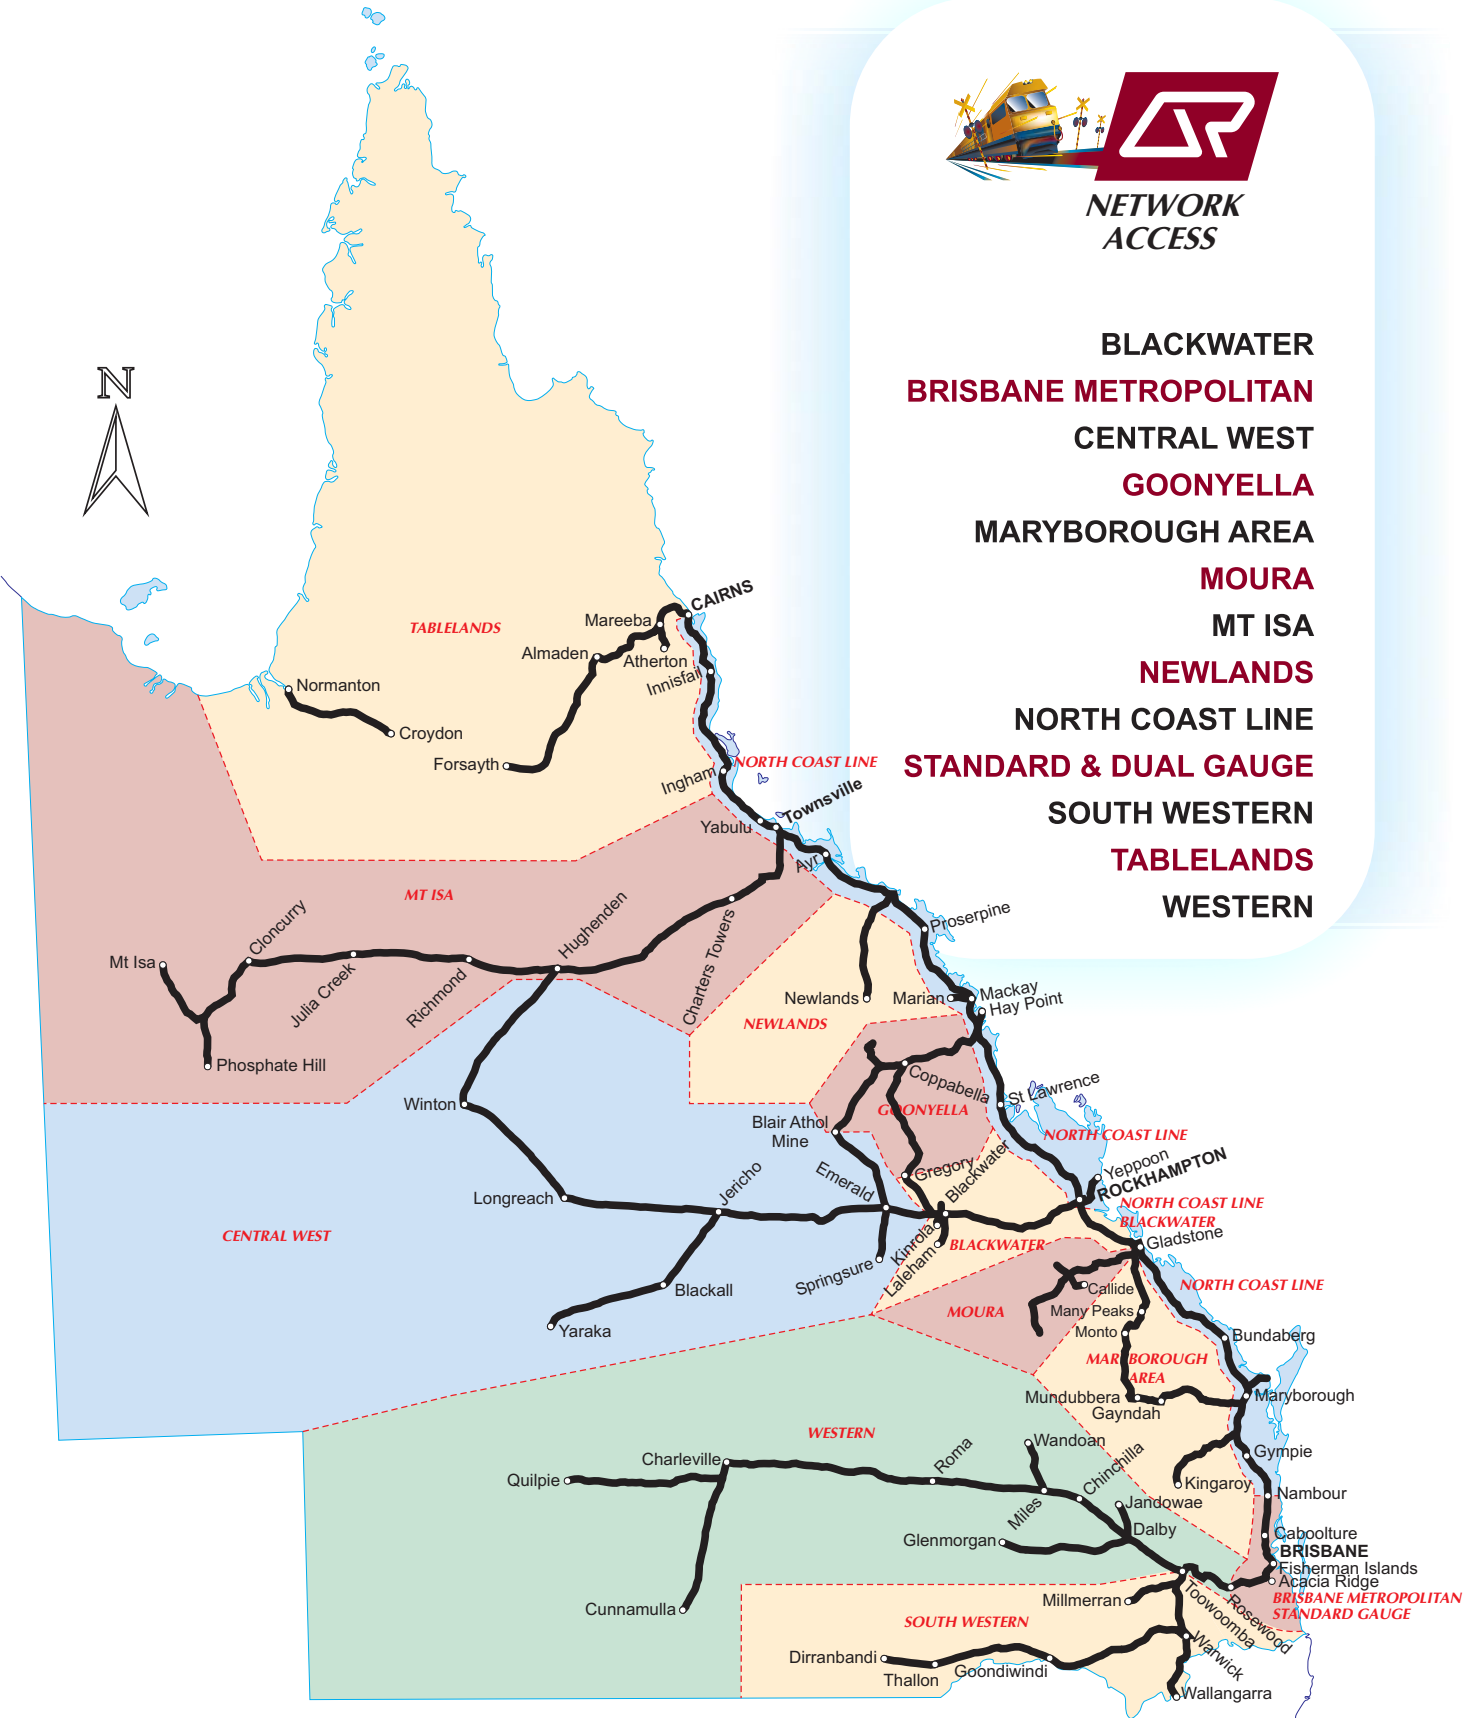 NETWORK
ACCESS
BLACKWATER
BRISBANE METROPOLITAN
CENTRAL WEST
GOONYELLA
MARYBOROUGH AREA
MOURA
MT ISA
NEWLANDS
NORTH COAST LINE
STANDARD & DUAL GAUGE
SOUTH WESTERN
TABLELANDS
WESTERN
N
CAIRNS
Mareeba
TABLELANDS
Almaden
Atherton
Innisfail
Normanton
Croydon
Forsayth
NORTH COAST LINE
Ingham
Townsville
Yabulu
Ayr
MT ISA
Cloncurry
Hughenden
Proserpine
Mt Isa
Julia Creek
Richmond
Charters Towers
Newlands
Marian
Mackay
Hay Point
NEWLANDS
Phosphate Hill
Coppabella
St Lawrence
Winton
GOONYELLA
Blair Athol
Mine
NORTH COAST LINE
Yeppoon
ROCKHAMPTON
Gregory
Blackwater
Emerald
Jericho
Longreach
NORTH COAST LINE
BLACKWATER
CENTRAL WEST
Gladstone
Kinrola
BLACKWATER
Laleham
Springsure
Blackall
Callide
NORTH COAST LINE
MOURA
Many Peaks
Yaraka
Monto
Bundaberg
MARYBOROUGH
AREA
Mundubbera
Maryborough
Gayndah
WESTERN
Wandoan
Charleville
Roma
Chinchilla
Gympie
Quilpie
Kingaroy
Nambour
Miles
Jandowae
Dalby
Caboolture
Glenmorgan
BRISBANE
Fisherman Islands
Acacia Ridge
BRISBANE METROPOLITAN
STANDARD GAUGE
Cunnamulla
Millmerran
Toowoomba
Rosewood
SOUTH WESTERN
Warwick
Dirranbandi
Thallon
Goondiwindi
Wallangarra